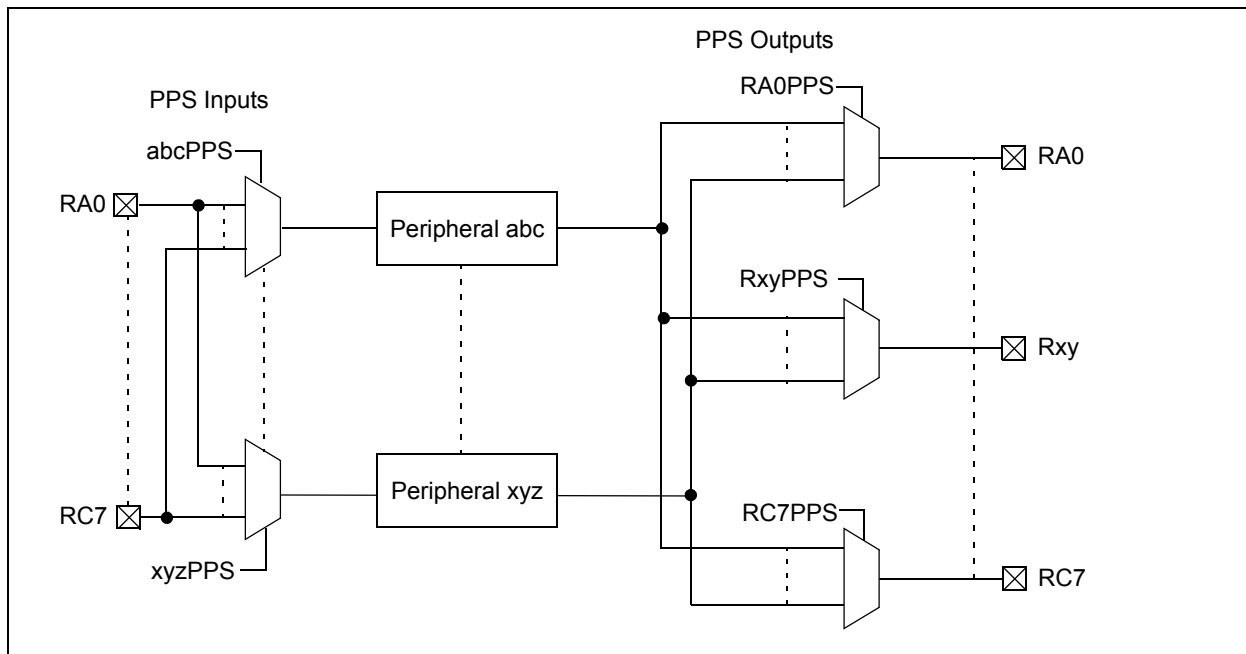 PPS Outputs
RA0PPS
PPS Inputs
abcPPS
RA0
RA0
Peripheral abc
RxyPPS
Rxy
Peripheral xyz
RC7
RC7PPS
xyzPPS
RC7